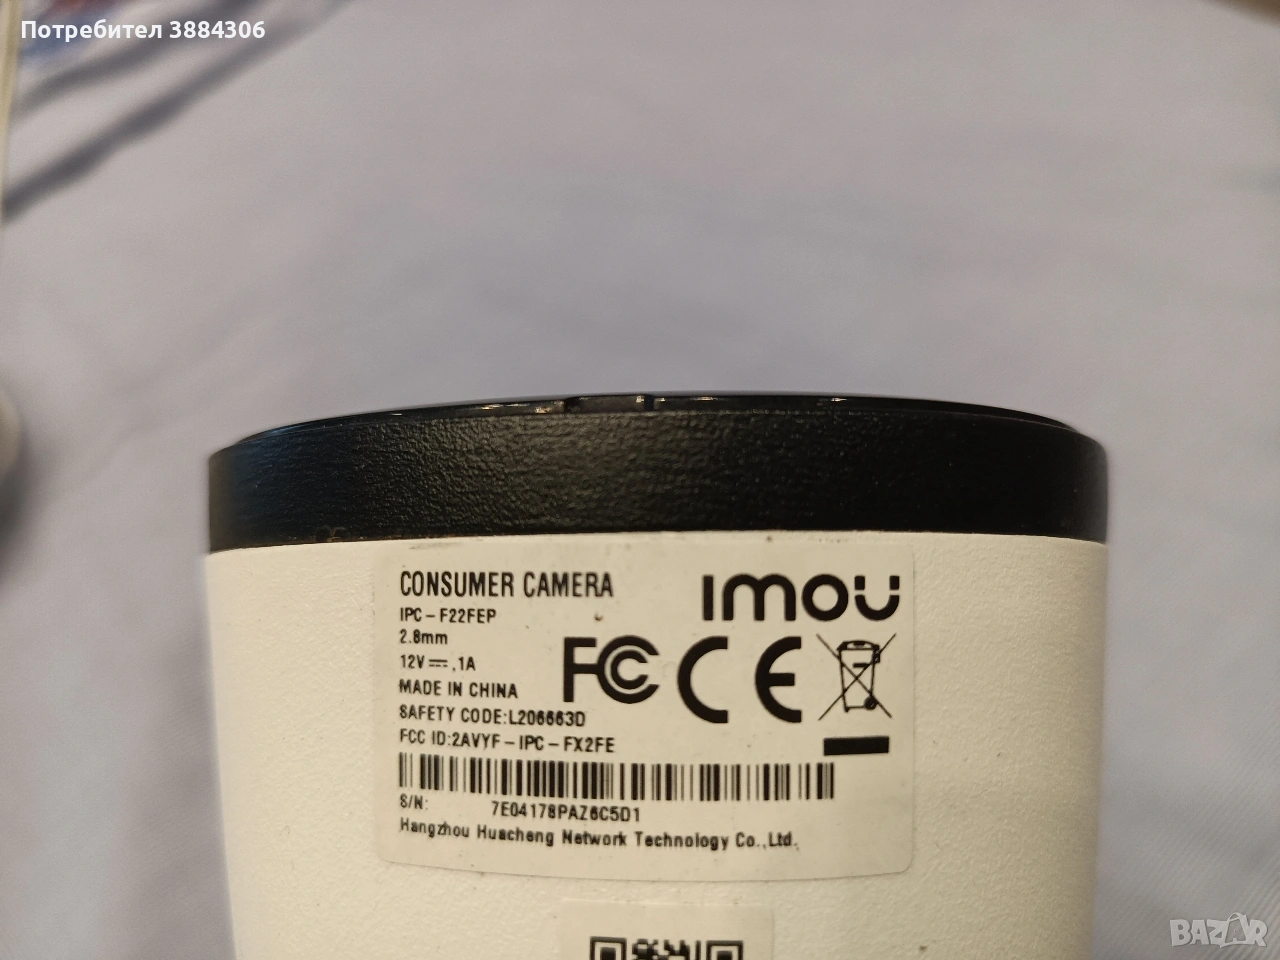 Потребител 3884306
CONSUMER CAMERA
imou
IPC-F22FEP
2.8mm
12V⎓.1A
FC CE
MADE IN CHINA
SAFETY CODE:L206663D
FCC ID:2AVYF-IPC-FX2FE
S/N: 7E04178PAZ6C5D1
Hangzhou Huacheng Network Technology Co.,Ltd.
BAZAR